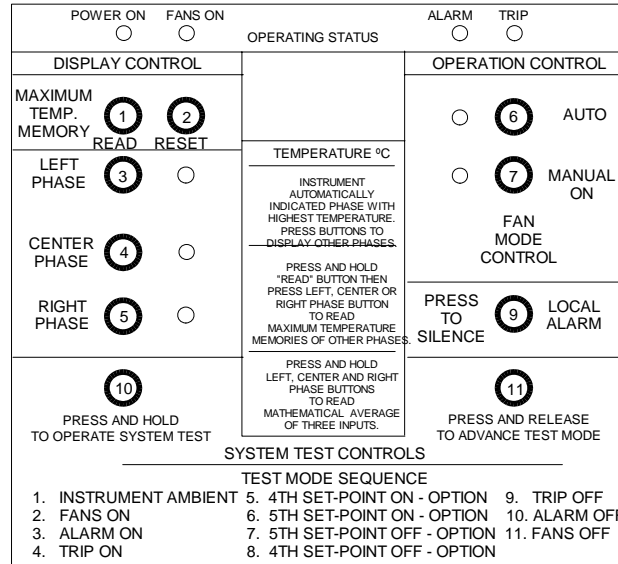 POWER ON FANS ON
OPERATING STATUS
ALARM TRIP
DISPLAY CONTROL
MAXIMUM
TEMP.
MEMORY
1
2
READ RESET
LEFT
PHASE
3
CENTER
PHASE
4
RIGHT
PHASE
5
TEMPERATURE ºC
INSTRUMENT
AUTOMATICALLY
INDICATED PHASE WITH
HIGHEST TEMPERATURE.
PRESS BUTTONS TO
DISPLAY OTHER PHASES.
PRESS AND HOLD
"READ" BUTTON THEN
PRESS LEFT, CENTER OR
RIGHT PHASE BUTTON
TO READ
MAXIMUM TEMPERATURE
MEMORIES OF OTHER PHASES.
PRESS AND HOLD
LEFT, CENTER AND RIGHT
PHASE BUTTONS
TO READ
MATHEMATICAL AVERAGE
OF THREE INPUTS.
OPERATION CONTROL
6
AUTO
7
MANUAL
ON
FAN
MODE
CONTROL
PRESS
TO
SILENCE
9
LOCAL
ALARM
10
PRESS AND HOLD
TO OPERATE SYSTEM TEST
11
PRESS AND RELEASE
TO ADVANCE TEST MODE
SYSTEM TEST CONTROLS
TEST MODE SEQUENCE
1. INSTRUMENT AMBIENT
2. FANS ON
3. ALARM ON
4. TRIP ON
5. 4TH SET-POINT ON - OPTION
6. 5TH SET-POINT ON - OPTION
7. 5TH SET-POINT OFF - OPTION
8. 4TH SET-POINT OFF - OPTION
9. TRIP OFF
10. ALARM OFF
11. FANS OFF